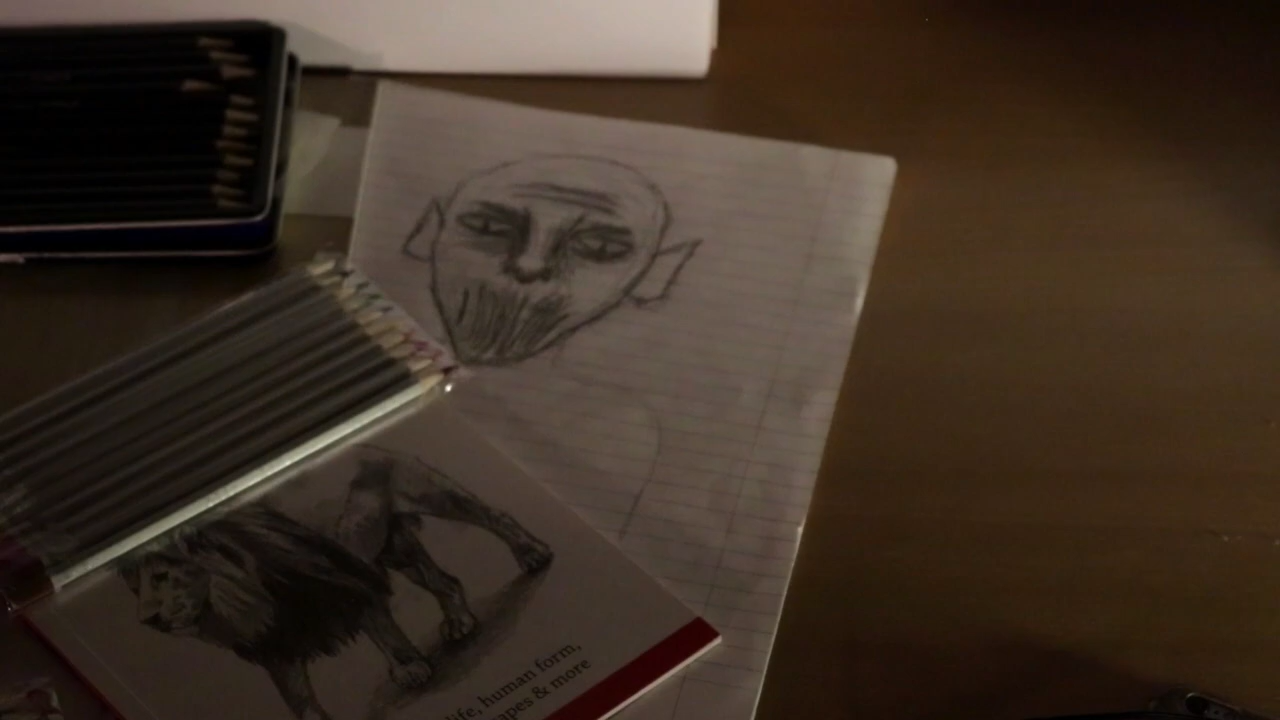 life, human form,
apes & more